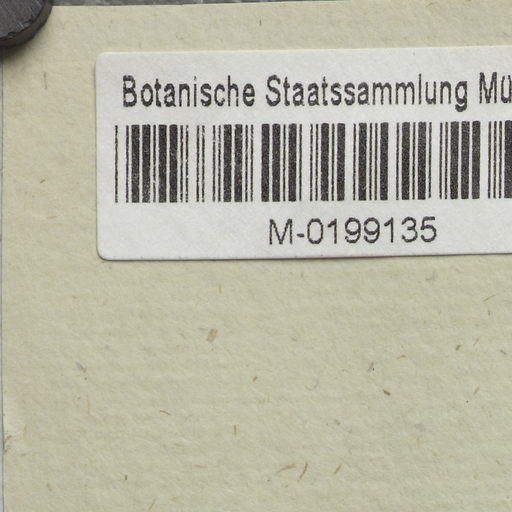 Botanische Staatssammlung Mü
M-0199135